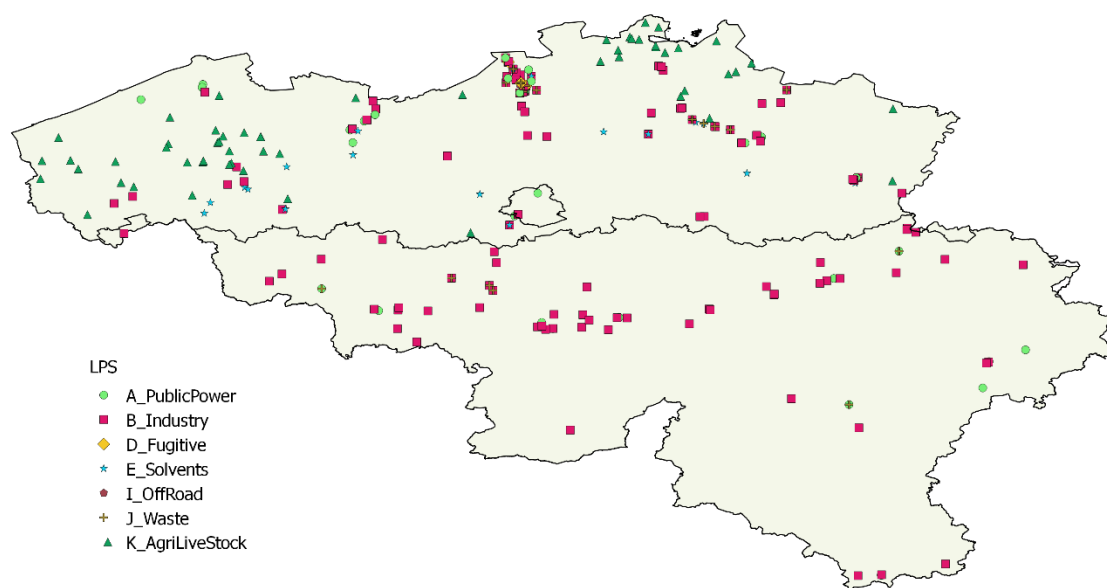 LPS
A_PublicPower
B_Industry
D_Fugitive
E_Solvents
I_OffRoad
J_Waste
K_AgriLiveStock